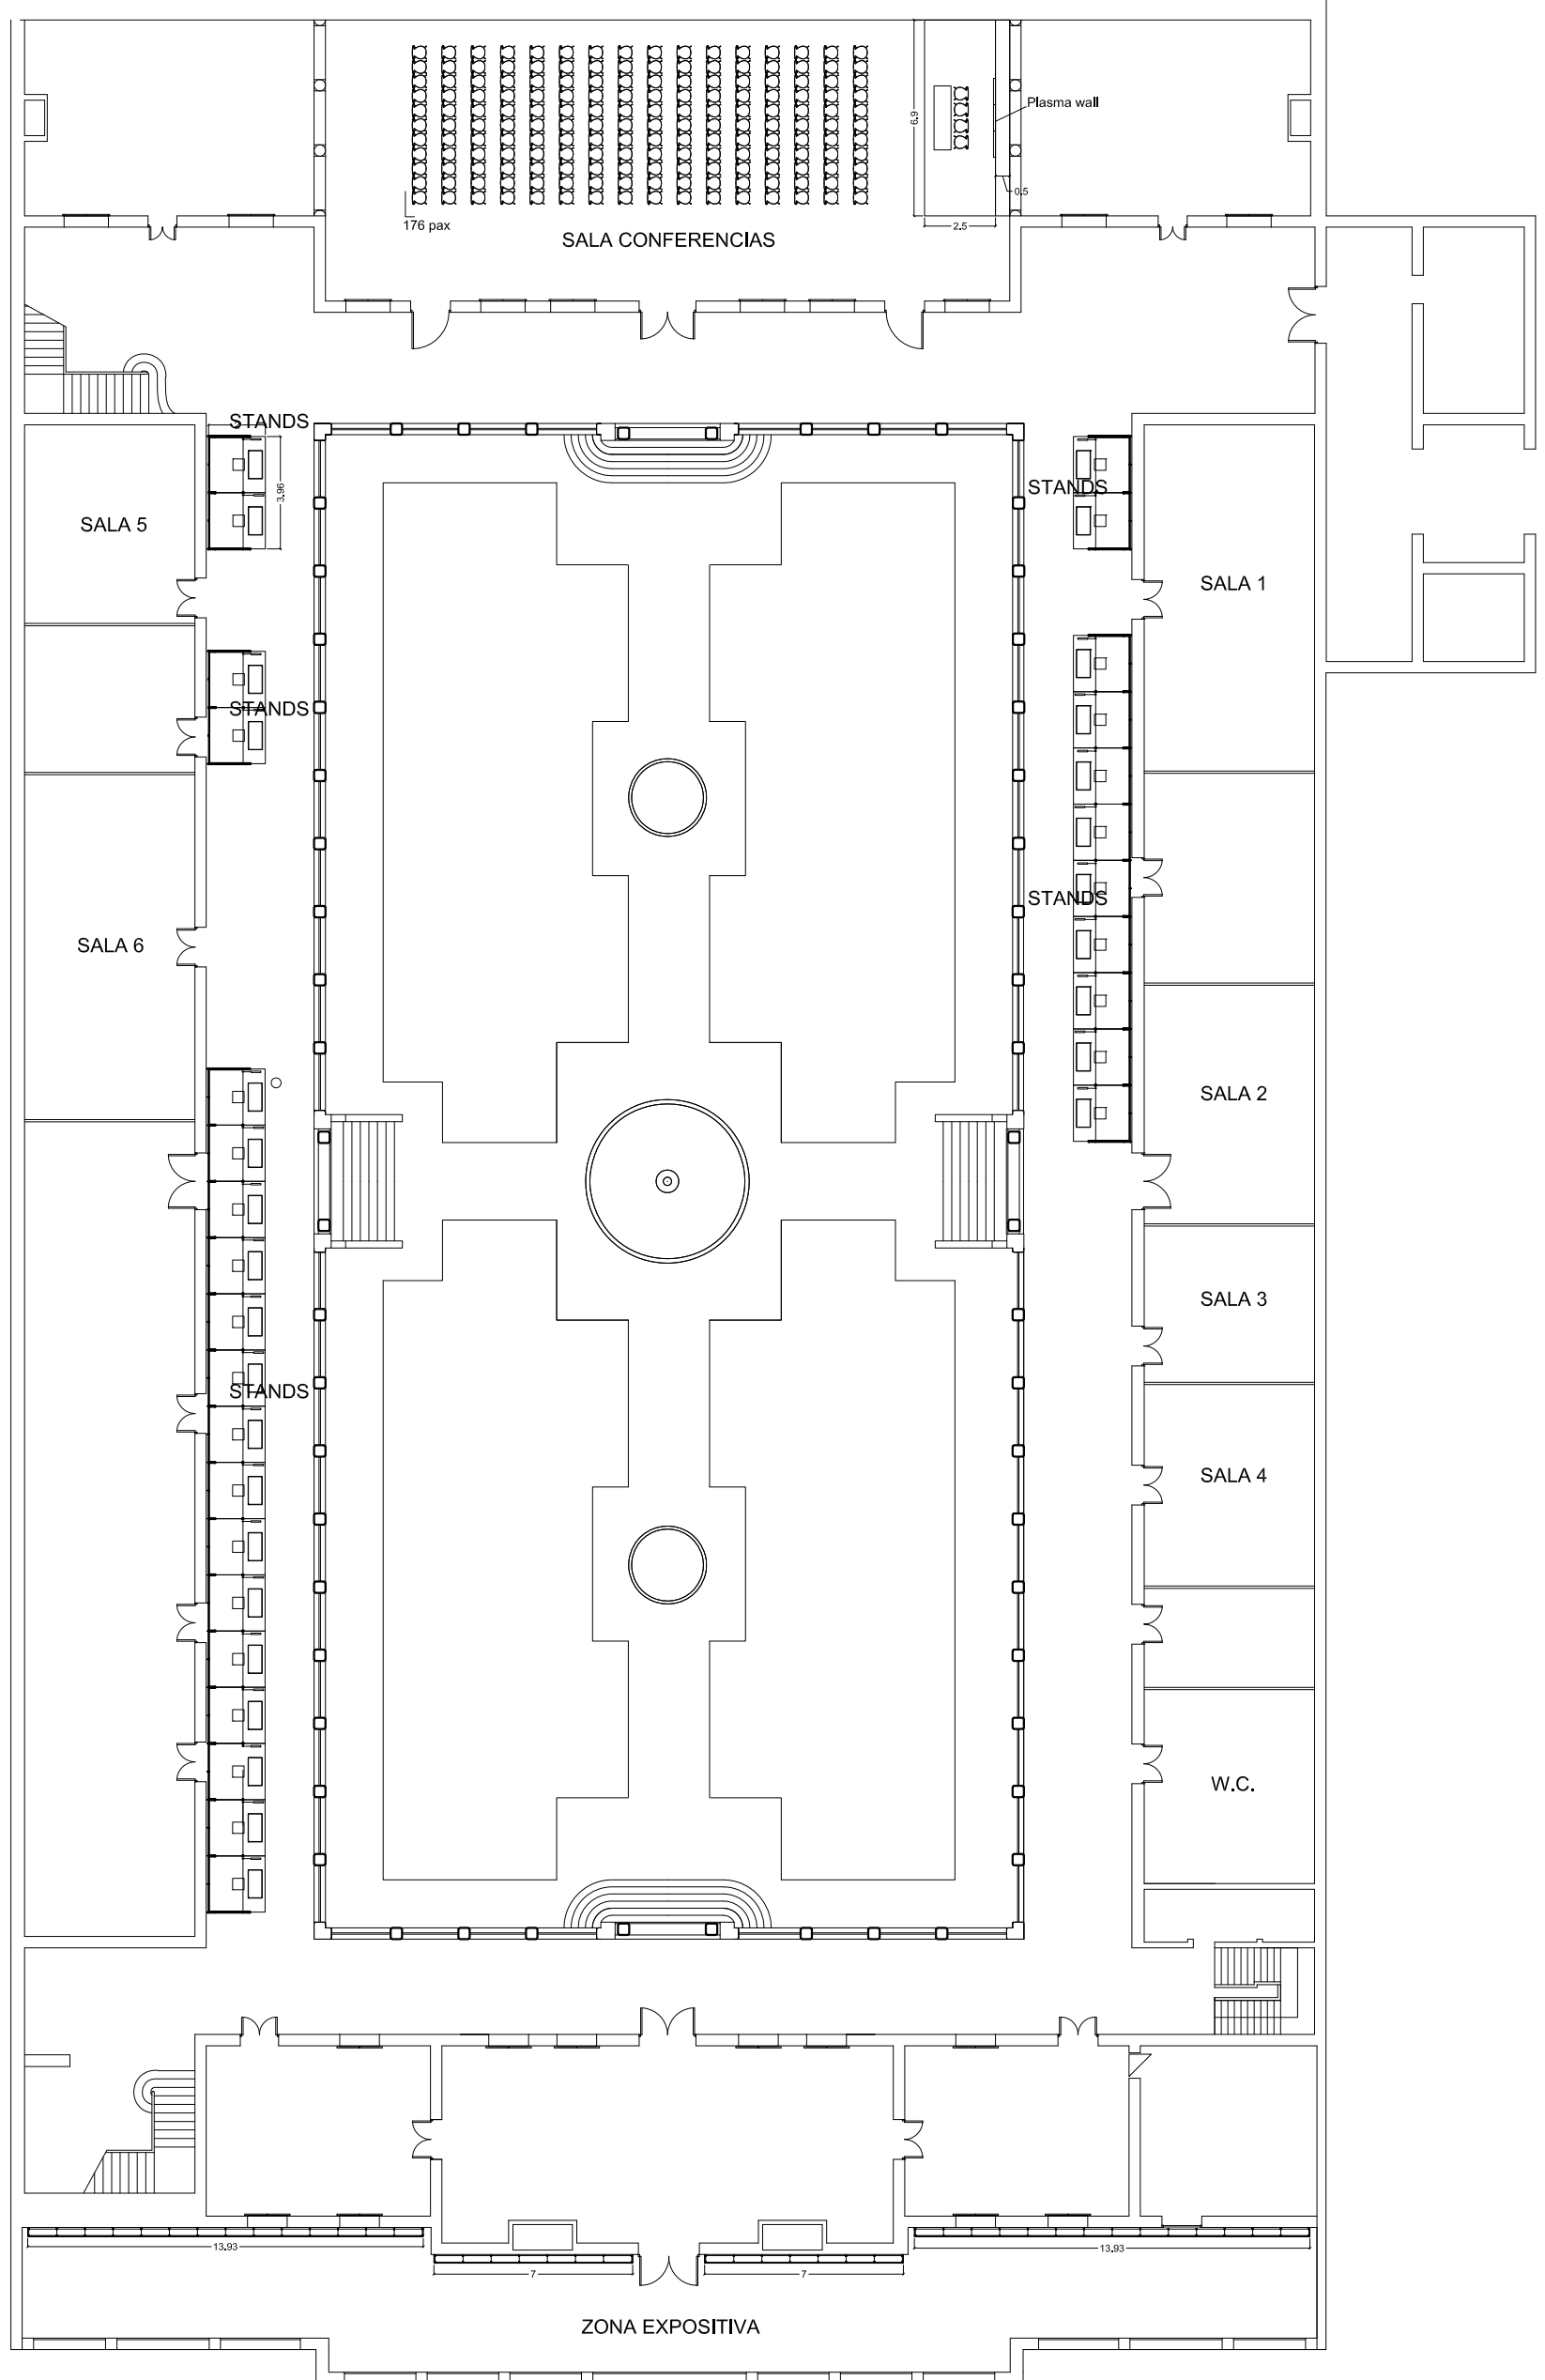 6.9
Plasma wall
0.5
176 pax
2.5
SALA CONFERENCIAS
STANDS
3.96
STANDS
SALA 5
SALA 1
STANDS
STANDS
SALA 6
SALA 2
SALA 3
STANDS
SALA 4
W.C.
13.93
13.93
7
7
ZONA EXPOSITIVA